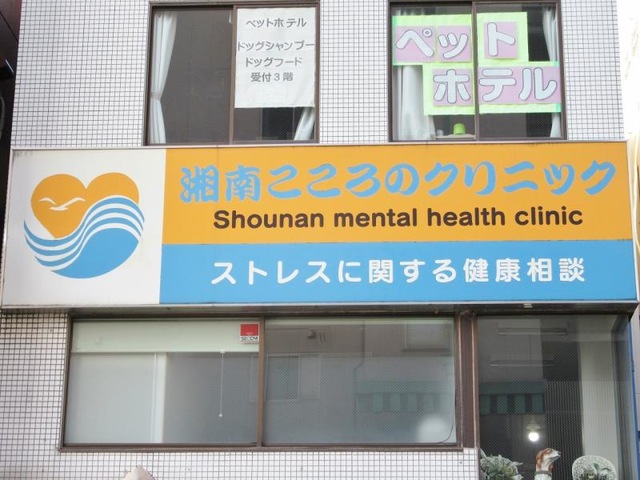 ペットホテル
ドッグシャンプー
ドッグフード
受付3階
ペット
ホテル
湘南こころのクリニック
Shounan mental health clinic
ストレスに関する健康相談